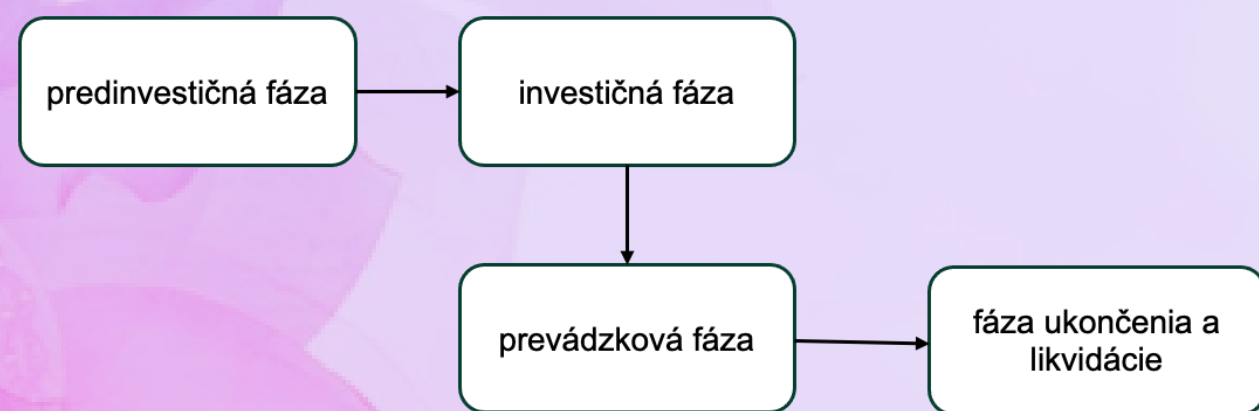 predinvestičná fáza
investičná fáza
prevádzková fáza
fáza ukončenia a
likvidácie